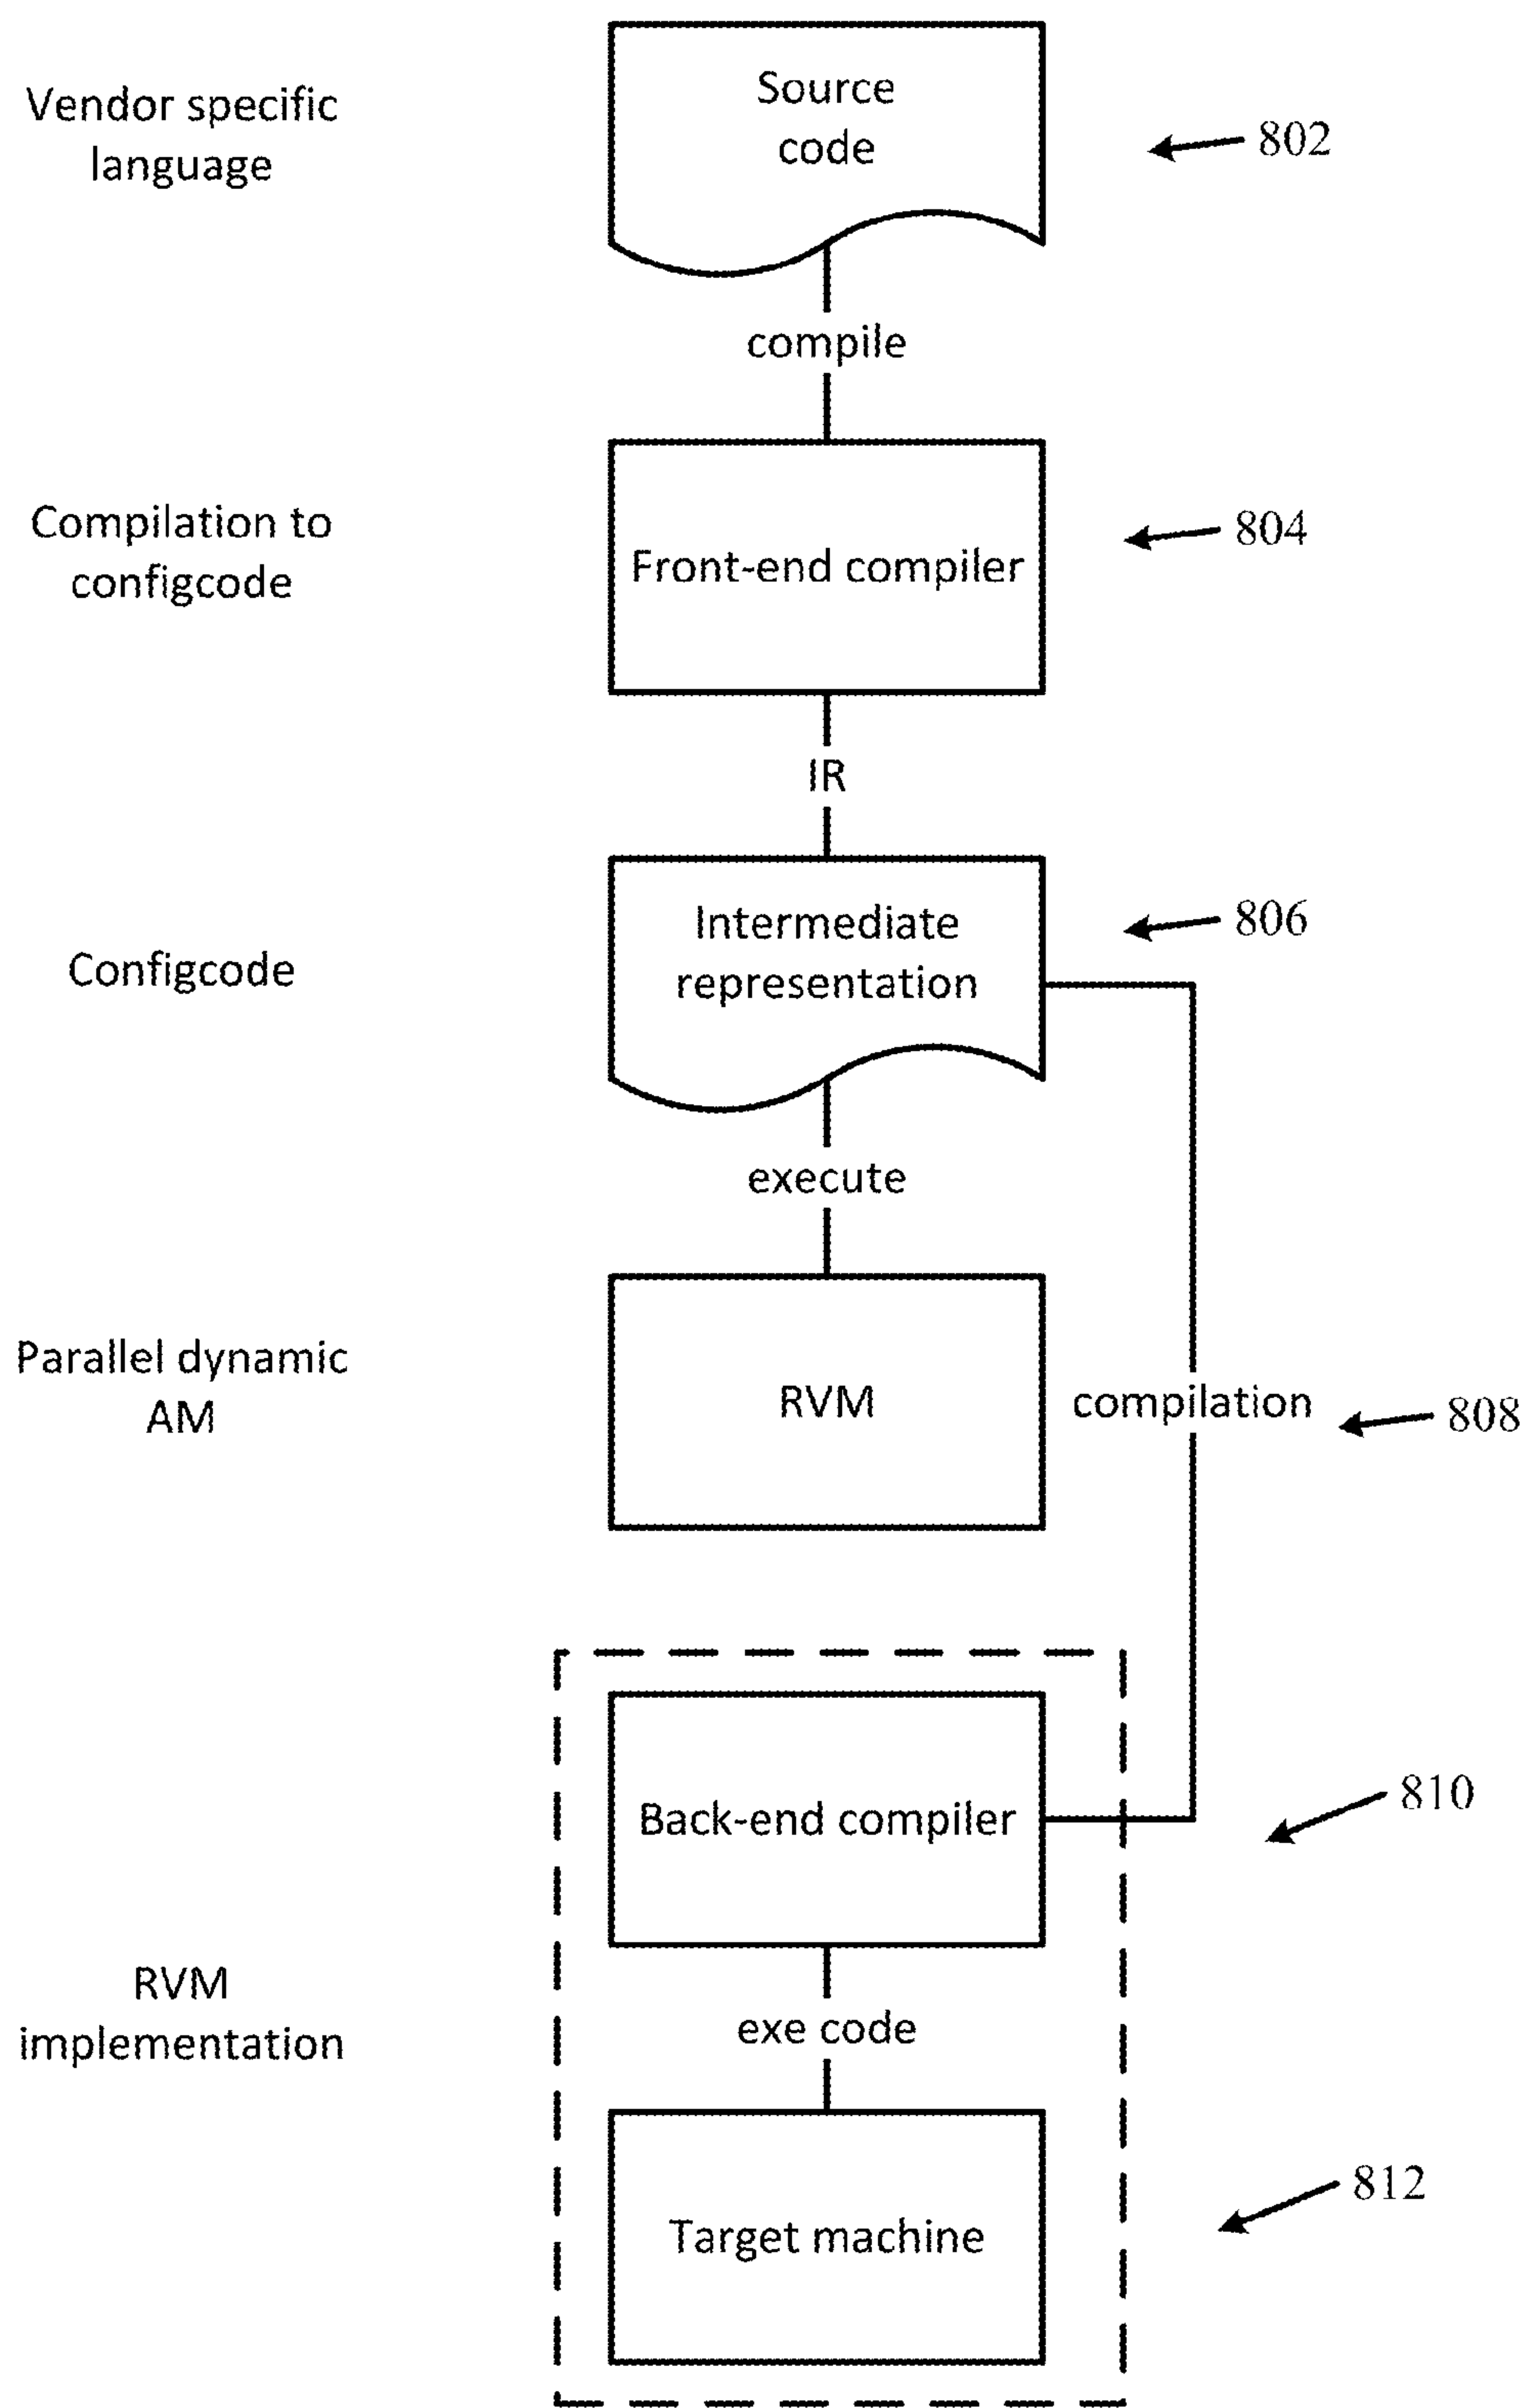 Vendor specific
language
Source
code
802
compile
Compilation to
configcode
Front-end compiler
804
IR
Configcode
Intermediate
representation
806
execute
Parallel dynamic
AM
RVM
compilation
808
Back-end compiler
810
RVM
implementation
exe code
Target machine
812